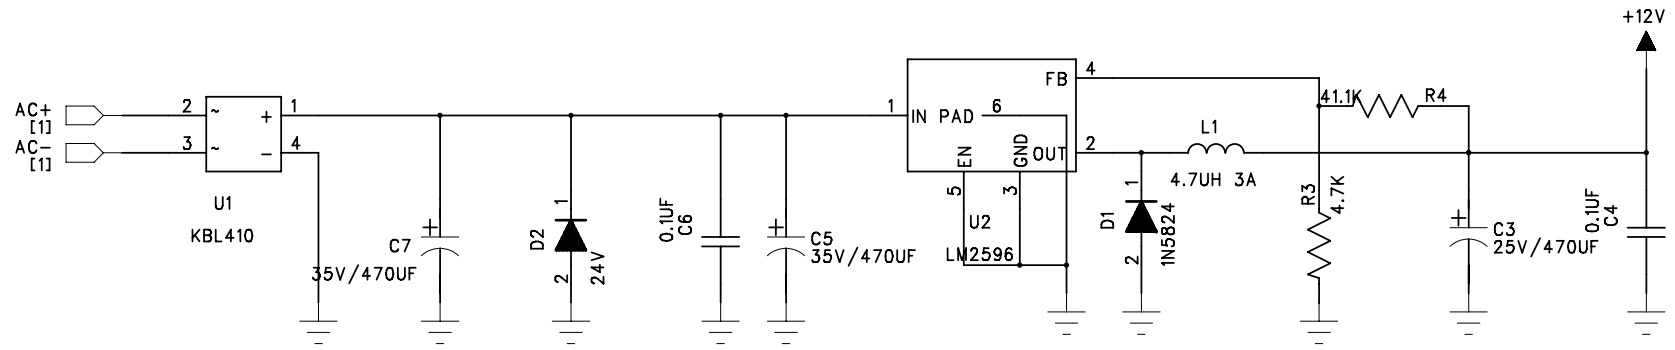 AC+
[1]
AC-
[1]
2
3
~
~
+
-
1
4
U1
KBL410
C7
35V/470UF
D2
1
2
24V
0.1UF
C6
C5
35V/470UF
1
IN
PAD
6
FB
4
EN
GND
OUT
2
5
3
U2
LM2596
D1
1
2
1N5824
L1
4.7UH 3A
41.1K
R4
R3
4.7K
C3
25V/470UF
0.1UF
C4
+12V